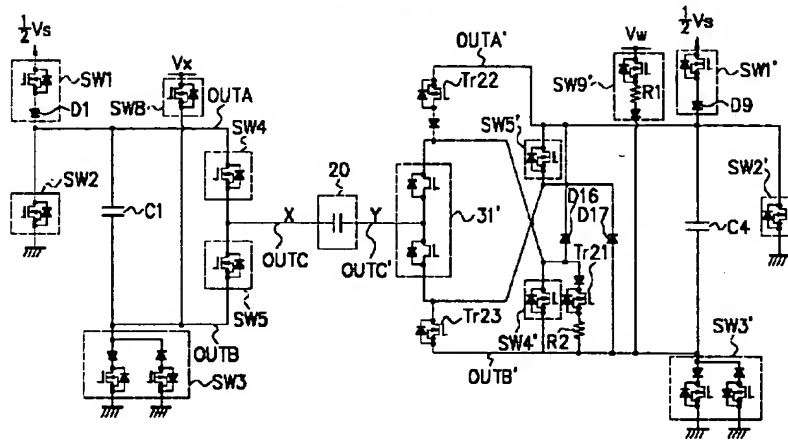 ½Vs
SW1
D1
Vx
SW8
OUTA
SW2
C1
SW4
SW5
OUTB
SW3
X
OUTC
20
Y
OUTC'
OUTA'
Tr22
31'
Tr23
OUTB'
SW5'
D16
D17
Tr21
SW4'
R2
Vw
SW9'
R1
½Vs
SW1'
D9
SW2'
C4
SW3'